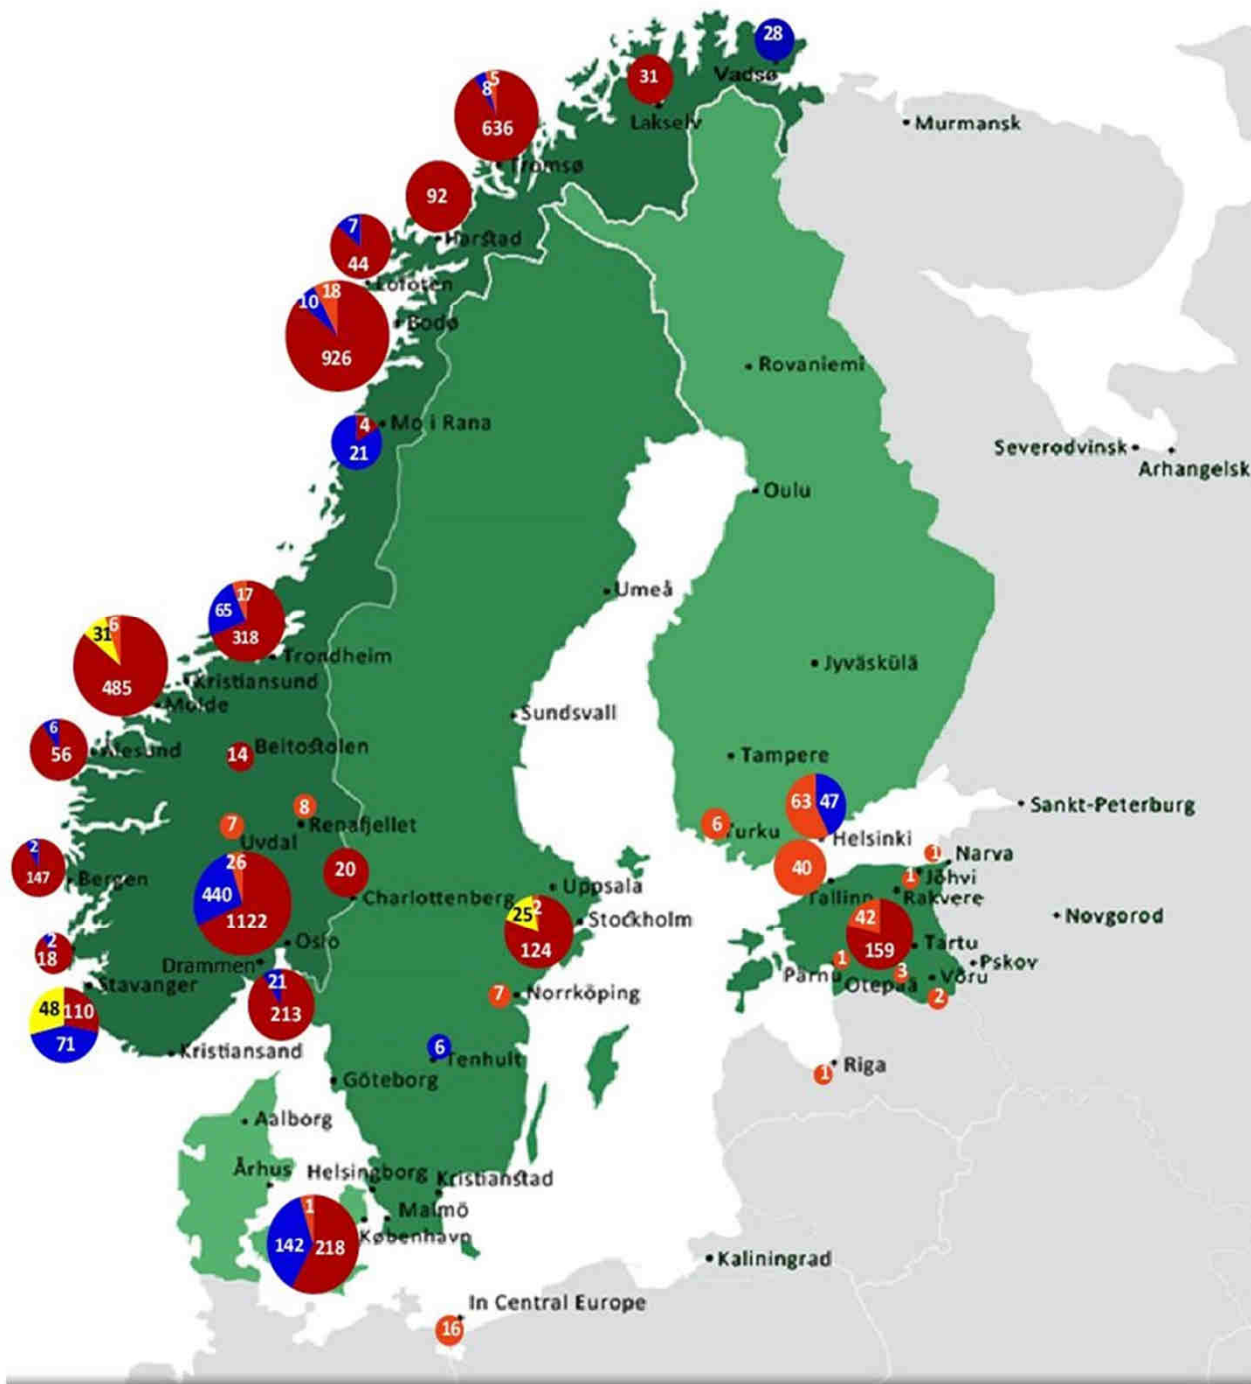 28
Vadsø
31
Lakselv
5
8
636
Tromsø
Murmansk
92
Harstad
7
44
Lofoten
18
10
926
Bodø
Rovaniemi
4
Mo i Rana
21
Severodvinsk
Arhangelsk
Oulu
Umeå
17
65
318
Trondheim
6
31
485
Kristiansund
Molde
Jyväskülä
Sundsvall
6
56
Alesund
14
Beitostolen
Tampere
8
Renafjellet
7
Uvdal
63
47
Helsinki
6
Turku
Sankt-Peterburg
2
147
Bergen
26
440
1122
Oslo
20
Charlottenberg
Uppsala
25
2
124
Stockholm
40
Tallinn
1
Narva
1
Jõhvi
Rakvere
42
159
Tartu
Novgorod
2
18
Drammen
Stavanger
21
213
7
Norrköping
1
Pärnu
3
Otepää
Võru
2
Pskov
48
110
71
Kristiansand
6
Tenhult
1
Riga
Göteborg
Aalborg
Århus
Helsingborg
Kristianstad
Malmö
København
1
142
218
Kaliningrad
In Central Europe
16